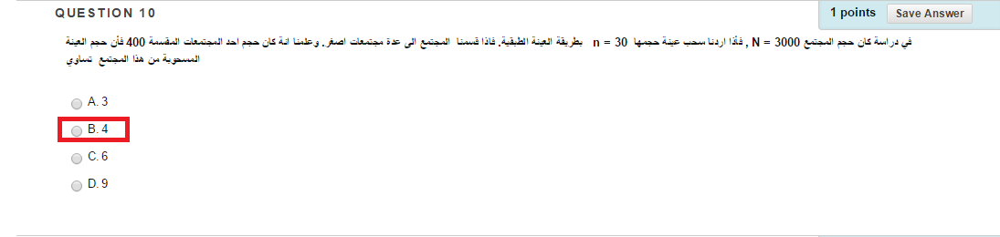 QUESTION 10
1 points
Save Answer
في دراسة كان حجم المجتمع N = 3000 , فأذا اردنا سحب عينة حجمها n = 30 بطريقة العينة الطبقية. فاذا قسمنا المجتمع الى عدة مجتمعات اصغر. وعلمنا انة كان حجم احد المجتمعات المقسمة 400 فأن حجم العينة
المسحوبة من هذا المجتمع تساوي
A. 3
B. 4
C. 6
D. 9